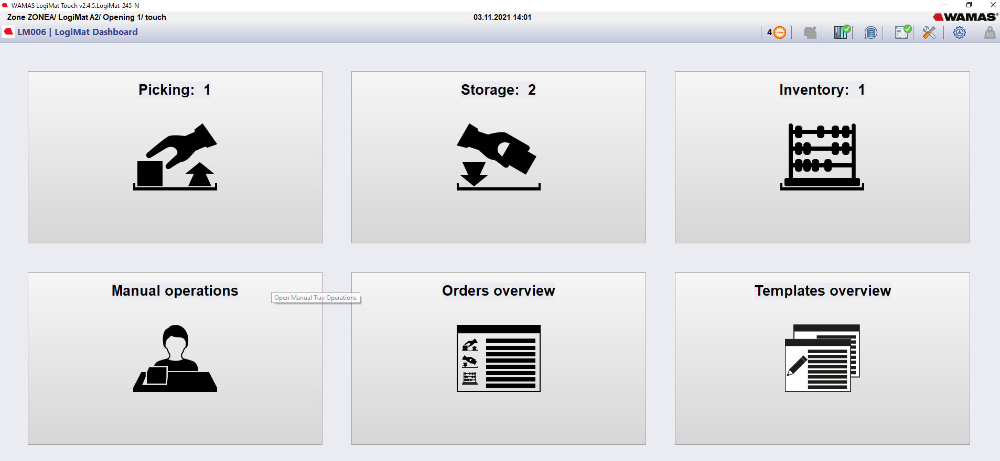 WAMAS LogiMat Touch v2.4.5.LogiMat-245-N
Zone ZONEA/ LogiMat A2/ Opening 1/ touch
03.11.2021 14:01
WAMAS®
LM006 | LogiMat Dashboard
4
new
KG
Picking: 1
Storage: 2
Inventory: 1
Manual operations
Open Manual Tray Operations
Orders overview
Templates overview